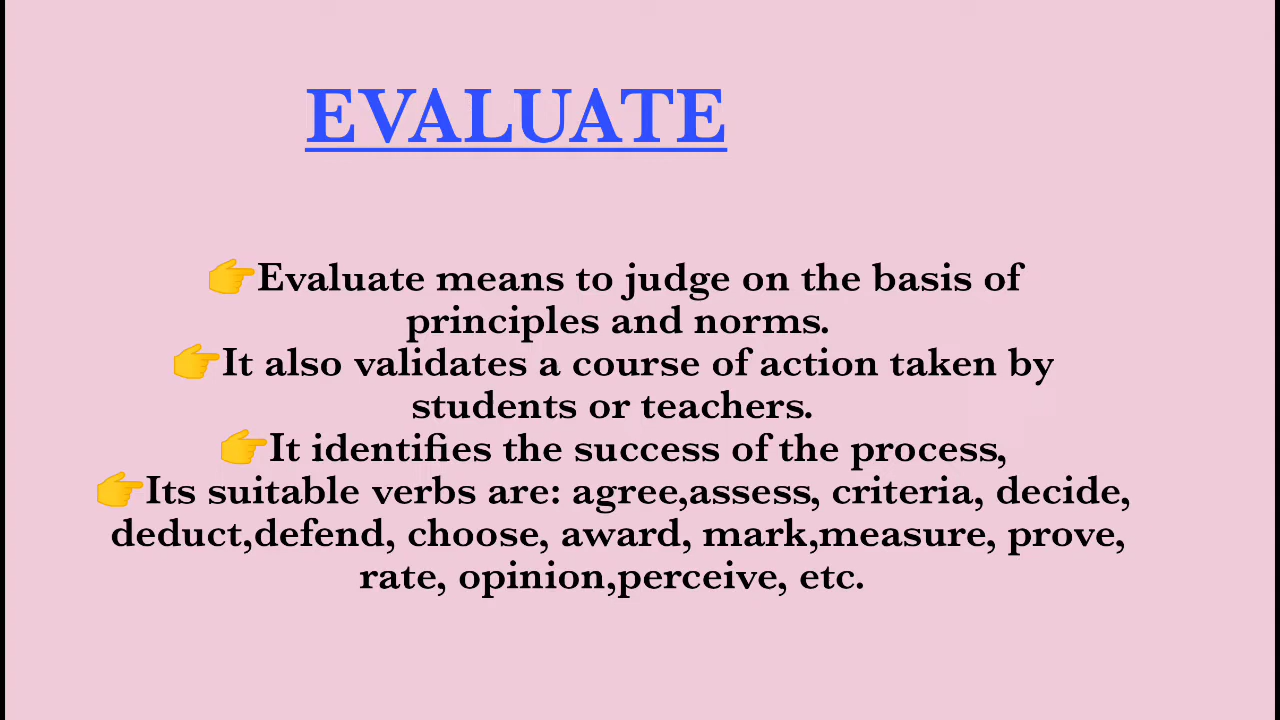 EVALUATE
👉Evaluate means to judge on the basis of
principles and norms.
👉It also validates a course of action taken by
students or teachers.
👉It identifies the success of the process,
👉Its suitable verbs are: agree,assess, criteria, decide,
deduct,defend, choose, award, mark,measure, prove,
rate, opinion,perceive, etc.